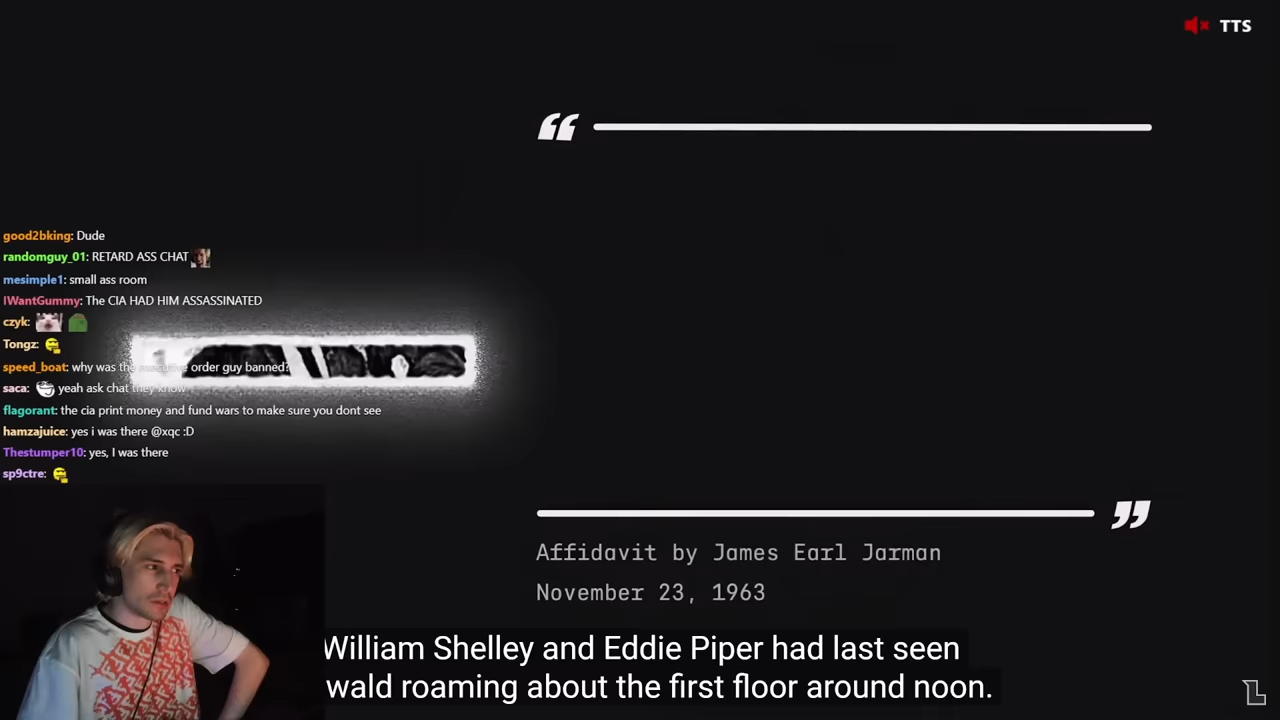 TTS
“
good2bking: Dude
randomguy_01: RETARD ASS CHAT
mesimple1: small ass room
IWantGummy: The CIA HAD HIM ASSASSINATED
czyk:
Tongz:
speed_boat: why was the executive order guy banned?
saca: yeah ask chat they know
flagorant: the cia print money and fund wars to make sure you dont see
hamzajuice: yes i was there @xqc :D
Thestumper10: yes, I was there
sp9ctre:
”
Affidavit by James Earl Jarman
November 23, 1963
William Shelley and Eddie Piper had last seen
wald roaming about the first floor around noon.